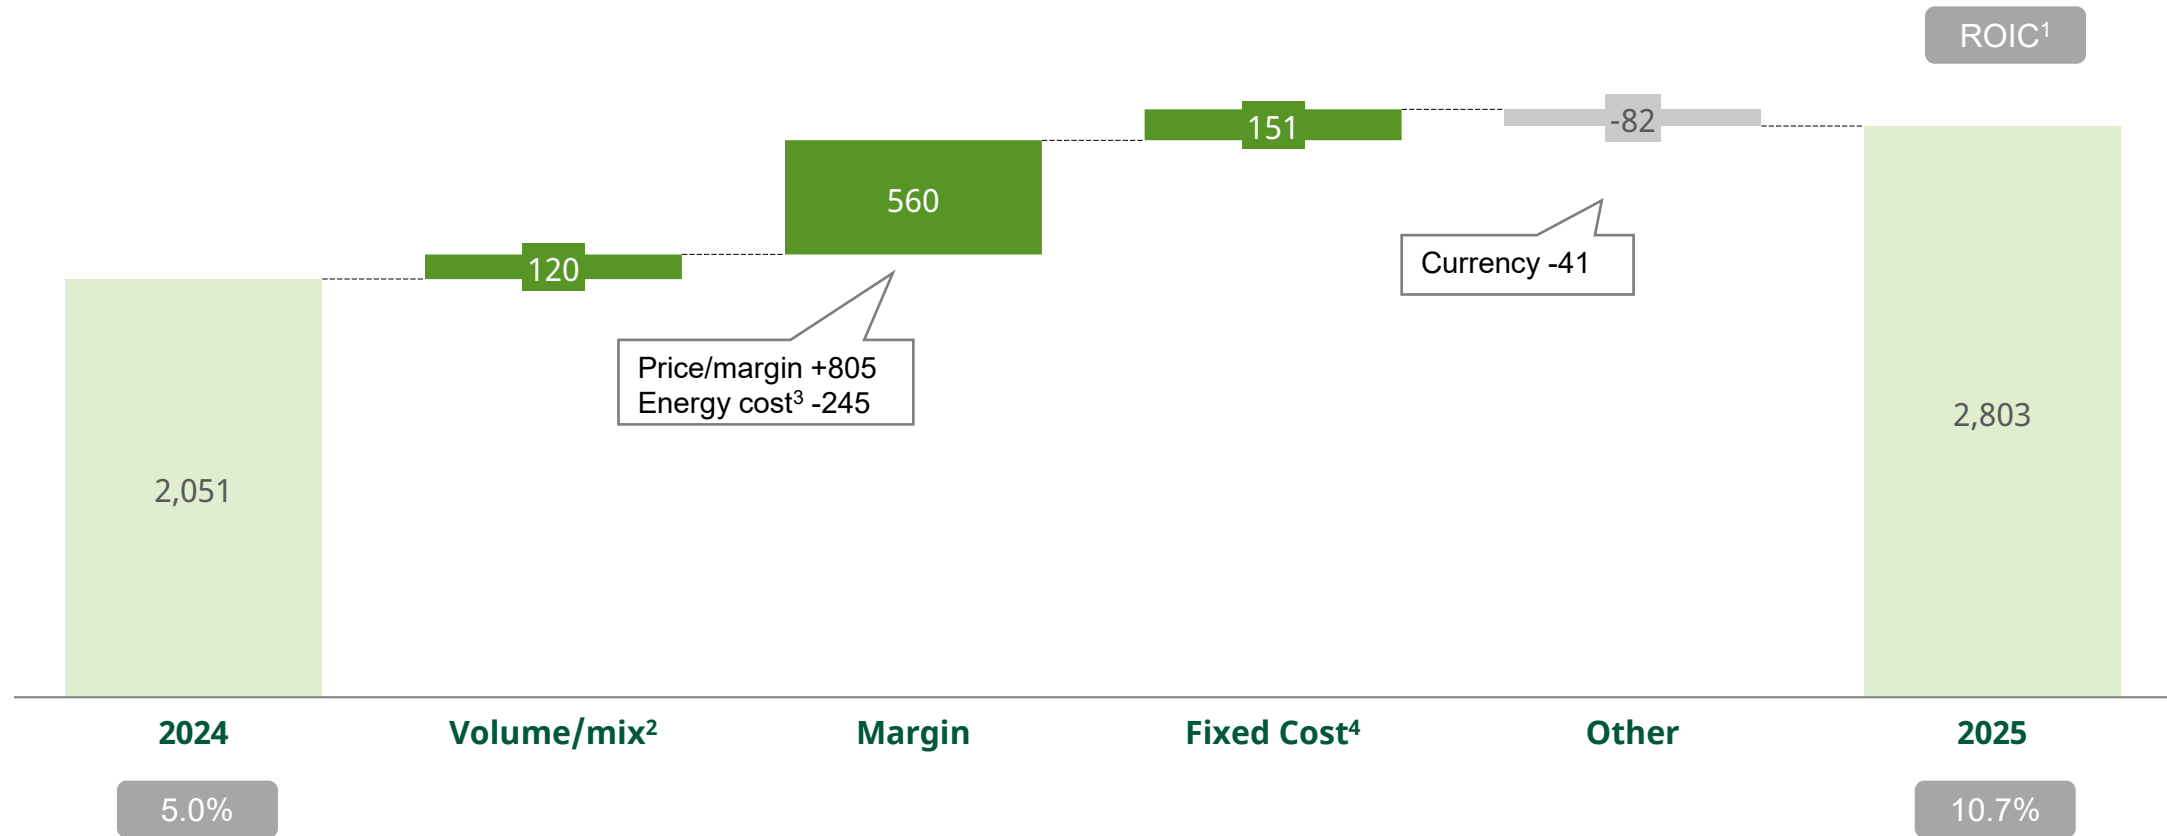 ROIC¹
151
-82
560
120
Currency -41
Price/margin +805
Energy cost³ -245
2,803
2,051
2024 Volume/mix² Margin Fixed Cost⁴ Other 2025
5.0% 10.7%